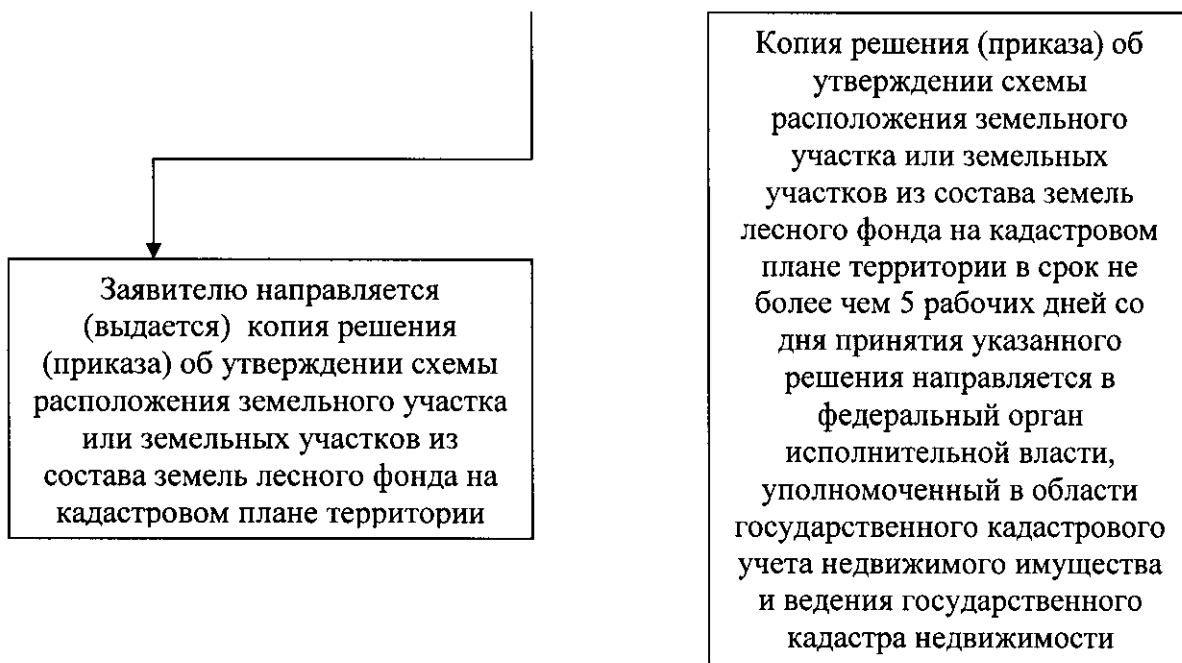 Заявителю направляется
(выдается) копия решения
(приказа) об утверждении схемы
расположения земельного участка
или земельных участков из
состава земель лесного фонда на
кадастровом плане территории
Копия решения (приказа) об
утверждении схемы
расположения земельного
участка или земельных
участков из состава земель
лесного фонда на кадастровом
плане территории в срок не
более чем 5 рабочих дней со
дня принятия указанного
решения направляется в
федеральный орган
исполнительной власти,
уполномоченный в области
государственного кадастрового
учета недвижимого имущества
и ведения государственного
кадастра недвижимости